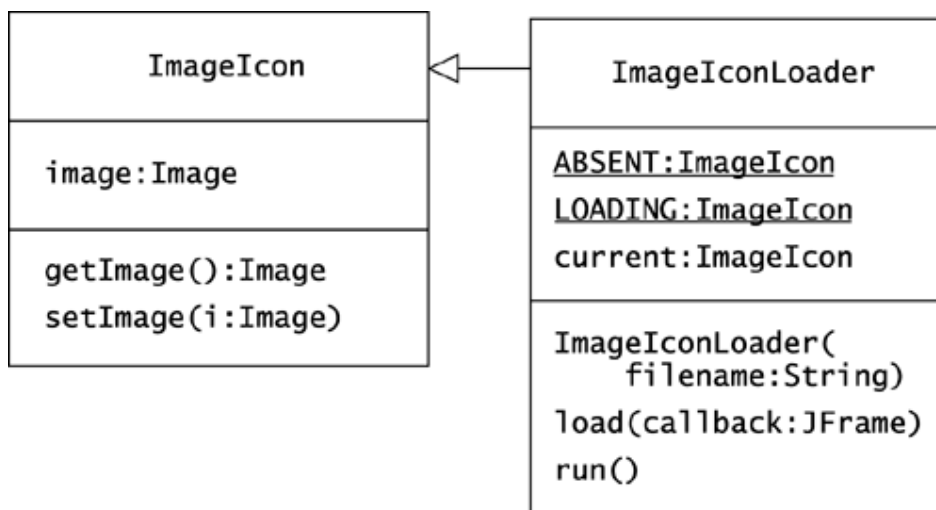 ImageIcon
image:Image
getImage():Image
setImage(i:Image)
ImageIconLoader
ABSENT:ImageIcon
LOADING:ImageIcon
current:ImageIcon
ImageIconLoader(
filename:String)
load(callback:JFrame)
run()